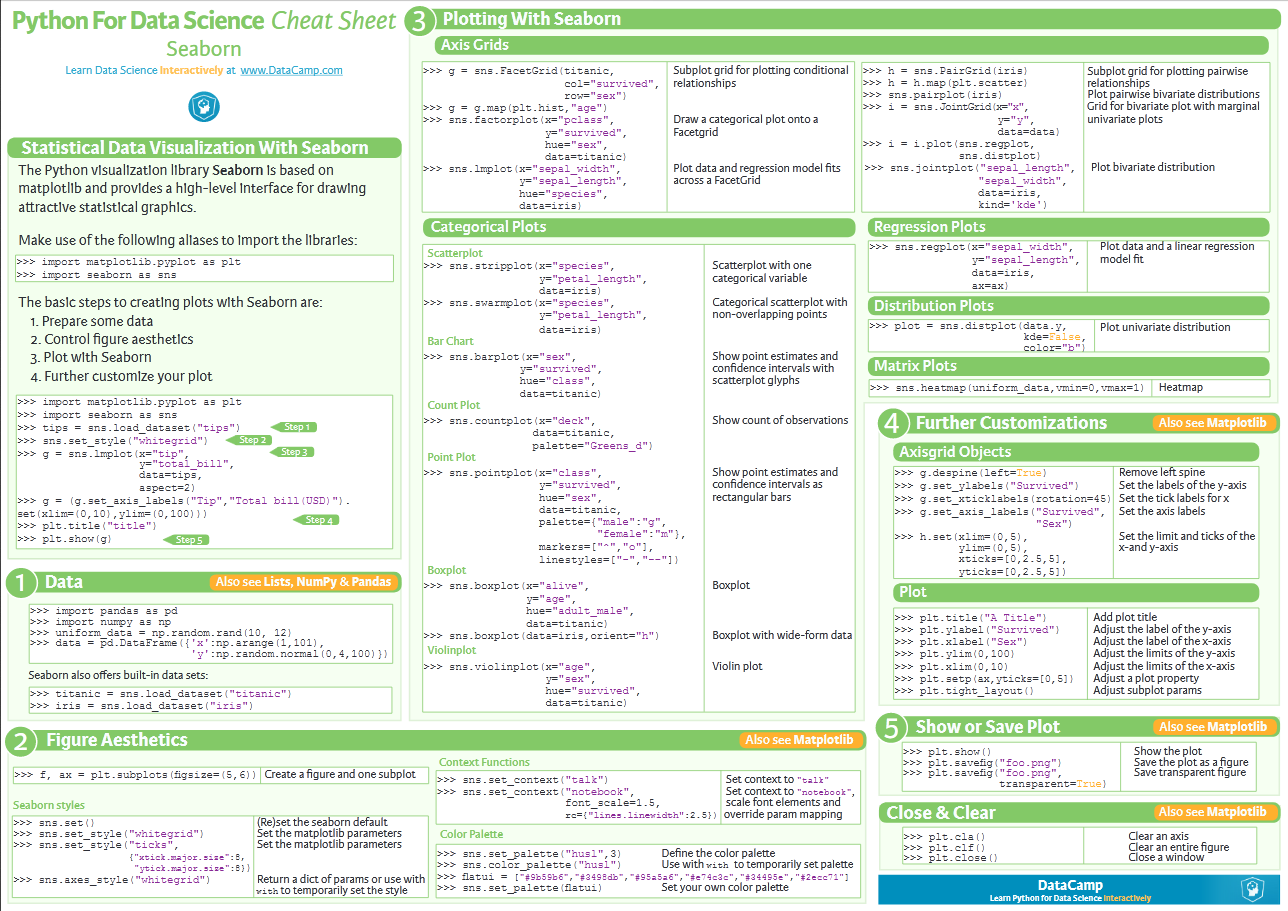 Python For Data Science Cheat Sheet
Seaborn
Learn Data Science Interactively at www.DataCamp.com
Statistical Data Visualization With Seaborn
The Python visualization library Seaborn is based on
matplotlib and provides a high-level interface for drawing
attractive statistical graphics.
Make use of the following aliases to import the libraries:
>>> import matplotlib.pyplot as plt
>>> import seaborn as sns
The basic steps to creating plots with Seaborn are:
1. Prepare some data
2. Control figure aesthetics
3. Plot with Seaborn
4. Further customize your plot
>>> import matplotlib.pyplot as plt
>>> import seaborn as sns
>>> tips = sns.load_dataset("tips") Step 1
>>> sns.set_style("whitegrid") Step 2
>>> g = sns.lmplot(x="tip", Step 3
y="total_bill",
data=tips,
aspect=2)
>>> g = (g.set_axis_labels("Tip","Total bill(USD)").
set(xlim=(0,10),ylim=(0,100)))
Step 4
>>> plt.title("title")
>>> plt.show(g) Step 5
1 Data Also see Lists, NumPy & Pandas
>>> import pandas as pd
>>> import numpy as np
>>> uniform_data = np.random.rand(10, 12)
>>> data = pd.DataFrame({'x':np.arange(1,101),
'y':np.random.normal(0,4,100)})
Seaborn also offers built-in data sets:
>>> titanic = sns.load_dataset("titanic")
>>> iris = sns.load_dataset("iris")
2 Figure Aesthetics Also see Matplotlib
>>> f, ax = plt.subplots(figsize=(5,6)) Create a figure and one subplot
Seaborn styles
>>> sns.set() (Re)set the seaborn default
>>> sns.set_style("whitegrid") Set the matplotlib parameters
>>> sns.set_style("ticks", Set the matplotlib parameters
{"xtick.major.size":8,
"ytick.major.size":8})
>>> sns.axes_style("whitegrid") Return a dict of params or use with
with to temporarily set the style
Context Functions
>>> sns.set_context("talk") Set context to "talk"
>>> sns.set_context("notebook", Set context to "notebook",
font_scale=1.5, scale font elements and
rc={"lines.linewidth":2.5}) override param mapping
Color Palette
>>> sns.set_palette("husl",3) Define the color palette
>>> sns.color_palette("husl") Use with with to temporarily set palette
>>> flatui = ["#9b59b6","#3498db","#95a5a6","#e74c3c","#34495e","#2ecc71"]
>>> sns.set_palette(flatui) Set your own color palette
3 Plotting With Seaborn
Axis Grids
>>> g = sns.FacetGrid(titanic, Subplot grid for plotting conditional
col="survived", relationships
row="sex")
>>> g = g.map(plt.hist,"age")
>>> sns.factorplot(x="pclass", Draw a categorical plot onto a
y="survived", Facetgrid
hue="sex",
data=titanic)
>>> sns.lmplot(x="sepal_width", Plot data and regression model fits
y="sepal_length", across a FacetGrid
hue="species",
data=iris)
>>> h = sns.PairGrid(iris) Subplot grid for plotting pairwise
>>> h = h.map(plt.scatter) relationships
>>> sns.pairplot(iris) Plot pairwise bivariate distributions
>>> i = sns.JointGrid(x="x", Grid for bivariate plot with marginal
y="y", univariate plots
data=data)
>>> i = i.plot(sns.regplot,
sns.distplot)
>>> sns.jointplot("sepal_length", Plot bivariate distribution
"sepal_width",
data=iris,
kind='kde')
Categorical Plots
Scatterplot
>>> sns.stripplot(x="species", Scatterplot with one
y="petal_length", categorical variable
data=iris)
>>> sns.swarmplot(x="species", Categorical scatterplot with
y="petal_length", non-overlapping points
data=iris)
Bar Chart
>>> sns.barplot(x="sex", Show point estimates and
y="survived", confidence intervals with
hue="class", scatterplot glyphs
data=titanic)
Count Plot
>>> sns.countplot(x="deck", Show count of observations
data=titanic,
palette="Greens_d")
Point Plot
>>> sns.pointplot(x="class", Show point estimates and
y="survived", confidence intervals as
hue="sex", rectangular bars
data=titanic,
palette={"male":"g",
"female":"m"},
markers=["^","o"],
linestyles=["-","--"])
Boxplot
>>> sns.boxplot(x="alive", Boxplot
y="age",
hue="adult_male",
data=titanic)
>>> sns.boxplot(data=iris,orient="h") Boxplot with wide-form data
Violinplot
>>> sns.violinplot(x="age", Violin plot
y="sex",
hue="survived",
data=titanic)
Regression Plots
>>> sns.regplot(x="sepal_width", Plot data and a linear regression
y="sepal_length", model fit
data=iris,
ax=ax)
Distribution Plots
>>> plot = sns.distplot(data.y, Plot univariate distribution
kde=False,
color="b")
Matrix Plots
>>> sns.heatmap(uniform_data,vmin=0,vmax=1) Heatmap
4 Further Customizations Also see Matplotlib
Axisgrid Objects
>>> g.despine(left=True) Remove left spine
>>> g.set_ylabels("Survived") Set the labels of the y-axis
>>> g.set_xticklabels(rotation=45) Set the tick labels for x
>>> g.set_axis_labels("Survived", Set the axis labels
"Sex")
>>> h.set(xlim=(0,5), Set the limit and ticks of the
ylim=(0,5), x-and y-axis
xticks=[0,2.5,5],
yticks=[0,2.5,5])
Plot
>>> plt.title("A Title") Add plot title
>>> plt.ylabel("Survived") Adjust the label of the y-axis
>>> plt.xlabel("Sex") Adjust the label of the x-axis
>>> plt.ylim(0,100) Adjust the limits of the y-axis
>>> plt.xlim(0,10) Adjust the limits of the x-axis
>>> plt.setp(ax,yticks=[0,5]) Adjust a plot property
>>> plt.tight_layout() Adjust subplot params
5 Show or Save Plot Also see Matplotlib
>>> plt.show() Show the plot
>>> plt.savefig("foo.png") Save the plot as a figure
>>> plt.savefig("foo.png", Save transparent figure
transparent=True)
Close & Clear Also see Matplotlib
>>> plt.cla() Clear an axis
>>> plt.clf() Clear an entire figure
>>> plt.close() Close a window
DataCamp
Learn Python for Data Science Interactively